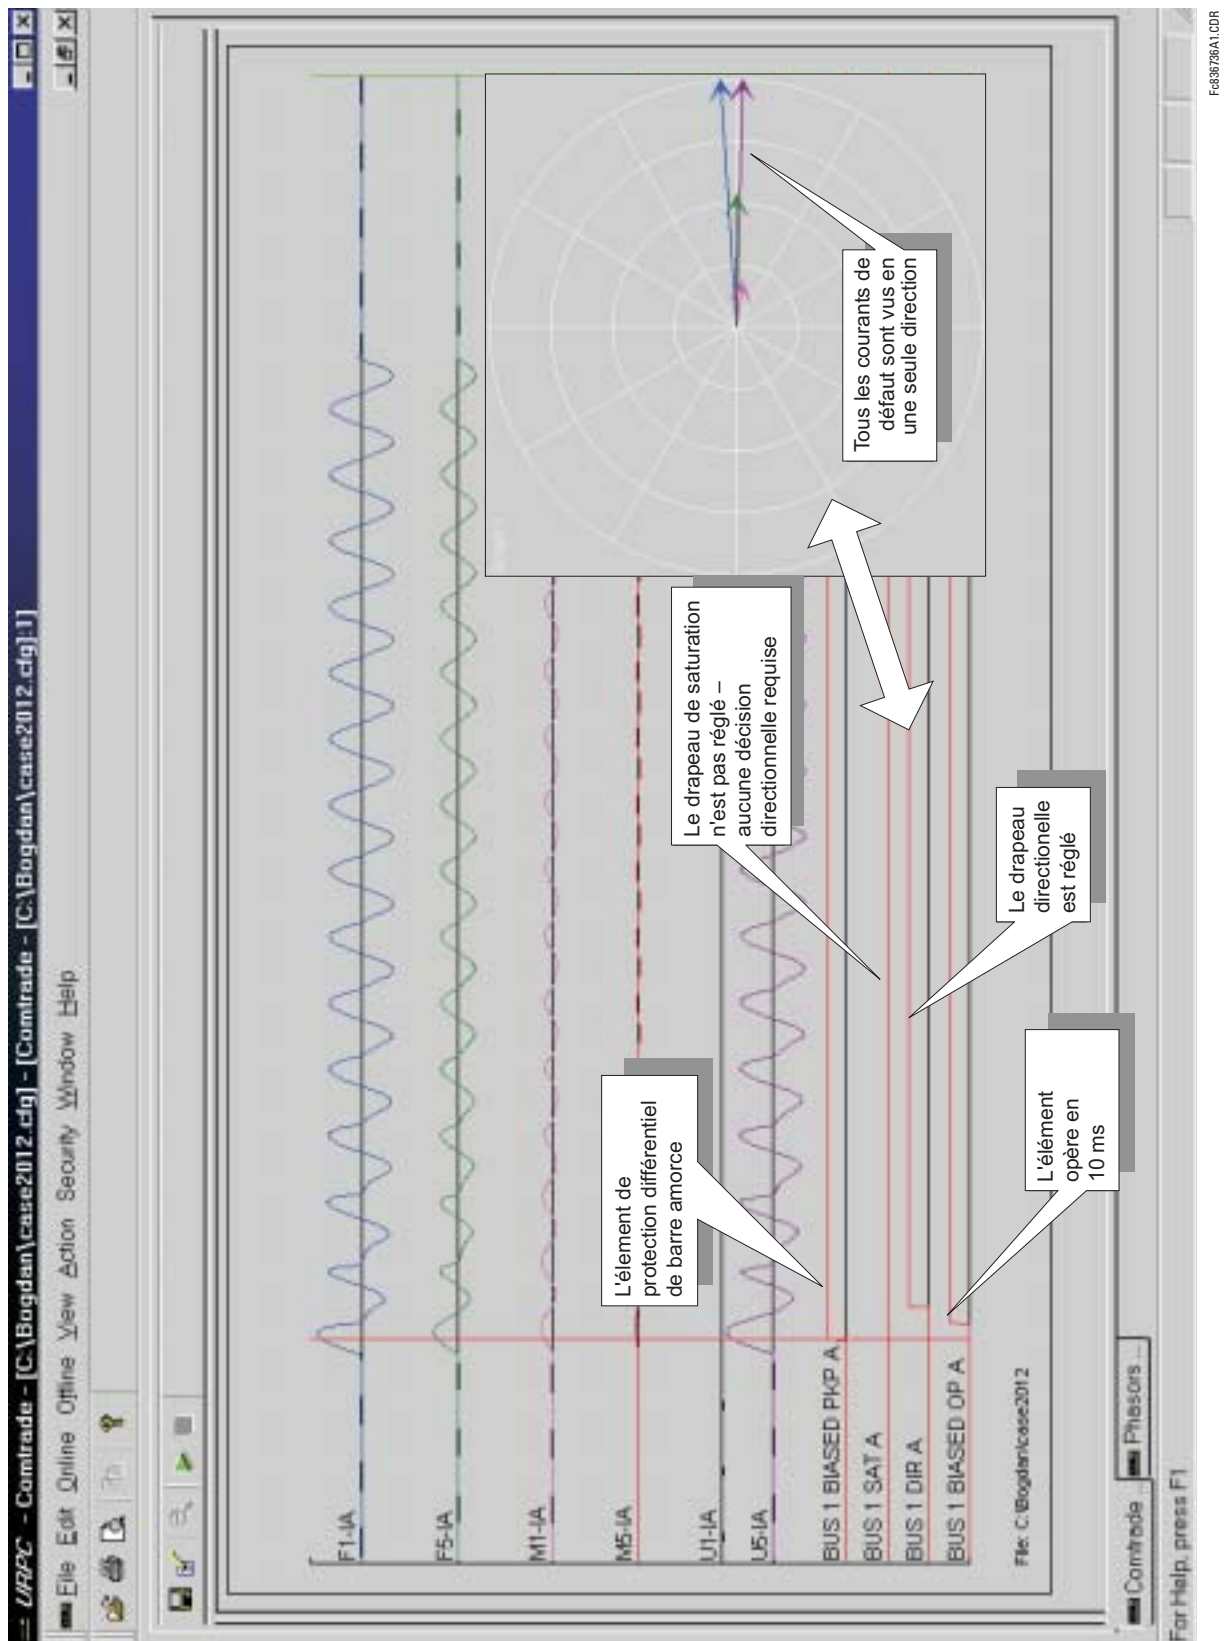 URPC - Comtrade - [C:\Bogdan\case2012.cfg] - [Comtrade - [C:\Bogdan\case2012.cfg]:1]
File Edit Online Offline View Action Security Window Help
F1-IA
F5-IA
M1-IA
M5-IA
U1-IA
U5-IA
BUS 1 BIASED PKP A
BUS 1 SAT A
BUS 1 DIR A
BUS 1 BIASED OP A
L'élement de
protection différentiel
de barre amorce
Le drapeau de saturation
n'est pas réglé –
aucune décision
directionnelle requise
Tous les courants de
défaut sont vus en
une seule direction
Le drapeau
directionelle
est réglé
L'élément
opère en
10 ms
File: C:\Bogdan\case2012
Comtrade ... Phasors ...
For Help, press F1
Fc836736A1.CDR